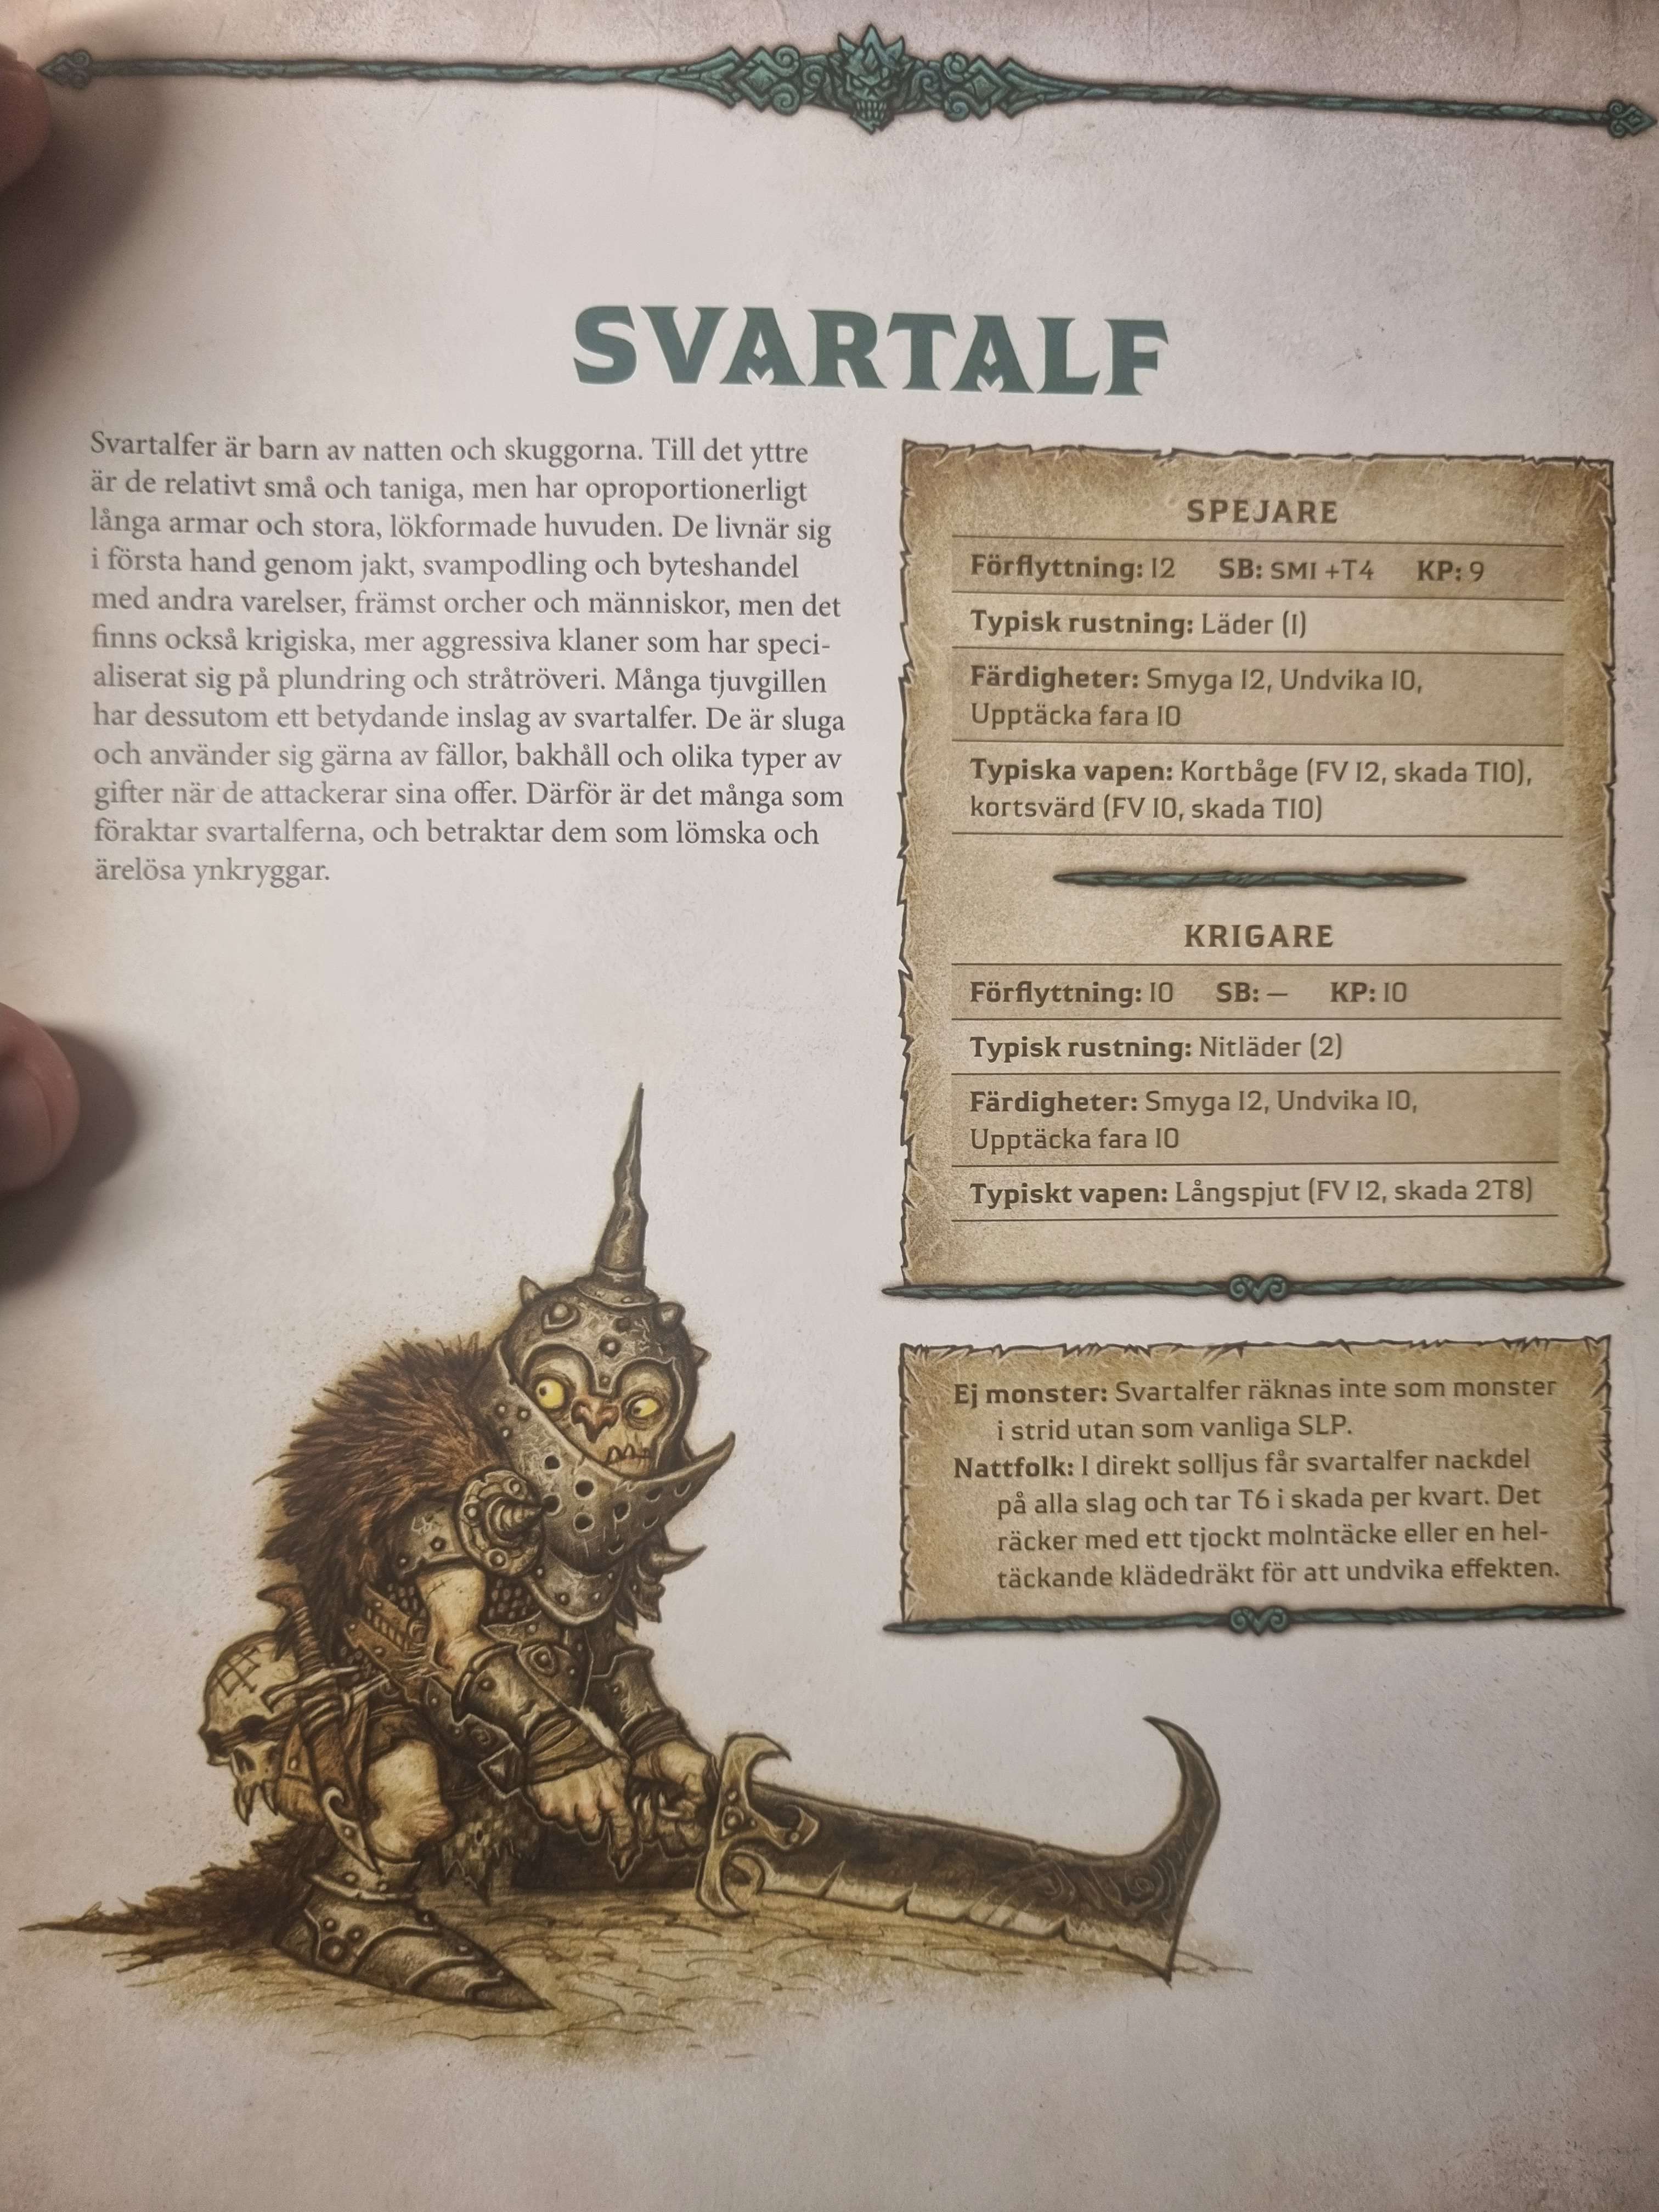 SVARTALF
Svartalfer är barn av natten och skuggorna. Till det yttre
är de relativt små och taniga, men har oproportionerligt
långa armar och stora, lökformade huvuden. De livnär sig
i första hand genom jakt, svampodling och byteshandel
med andra varelser, främst orcher och människor, men det
finns också krigiska, mer aggressiva klaner som har speci-
aliserat sig på plundring och stråtröveri. Många tjuvgillen
har dessutom ett betydande inslag av svartalfer. De är sluga
och använder sig gärna av fällor, bakhåll och olika typer av
gifter när de attackerar sina offer. Därför är det många som
föraktar svartalferna, och betraktar dem som lömska och
ärelösa ynkryggar.
SPEJARE
Förflyttning: 12 SB: SMI +T4 KP: 9
Typisk rustning: Läder (1)
Färdigheter: Smyga 12, Undvika 10,
Upptäcka fara 10
Typiska vapen: Kortbåge (FV 12, skada T10),
kortsvärd (FV 10, skada T10)
KRIGARE
Förflyttning: 10 SB: — KP: 10
Typisk rustning: Nitläder (2)
Färdigheter: Smyga 12, Undvika 10,
Upptäcka fara 10
Typiskt vapen: Långspjut (FV 12, skada 2T8)
Ej monster: Svartalfer räknas inte som monster
i strid utan som vanliga SLP.
Nattfolk: I direkt solljus får svartalfer nackdel
på alla slag och tar T6 i skada per kvart. Det
räcker med ett tjockt molntäcke eller en hel-
täckande klädedräkt för att undvika effekten.